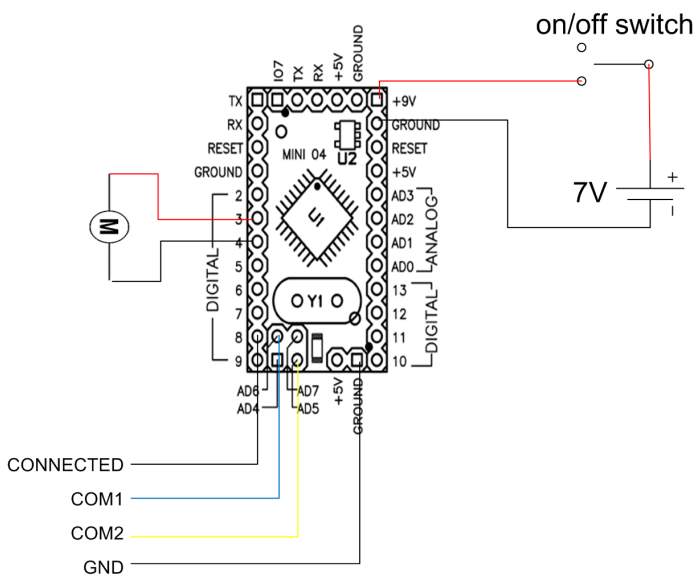 on/off switch
IO7
TX
RX
+5V
GROUND
TX
+9V
RX
GROUND
RESET
MINI 04
U2
RESET
GROUND
+5V
7V
+
−
2
AD3
M
3
AD2
4
AD1
5
AD0
DIGITAL
ANALOG
6
Y1
13
7
12
8
11
9
10
DIGITAL
AD6
AD7
AD4
AD5
+5V
GROUND
CONNECTED
COM1
COM2
GND